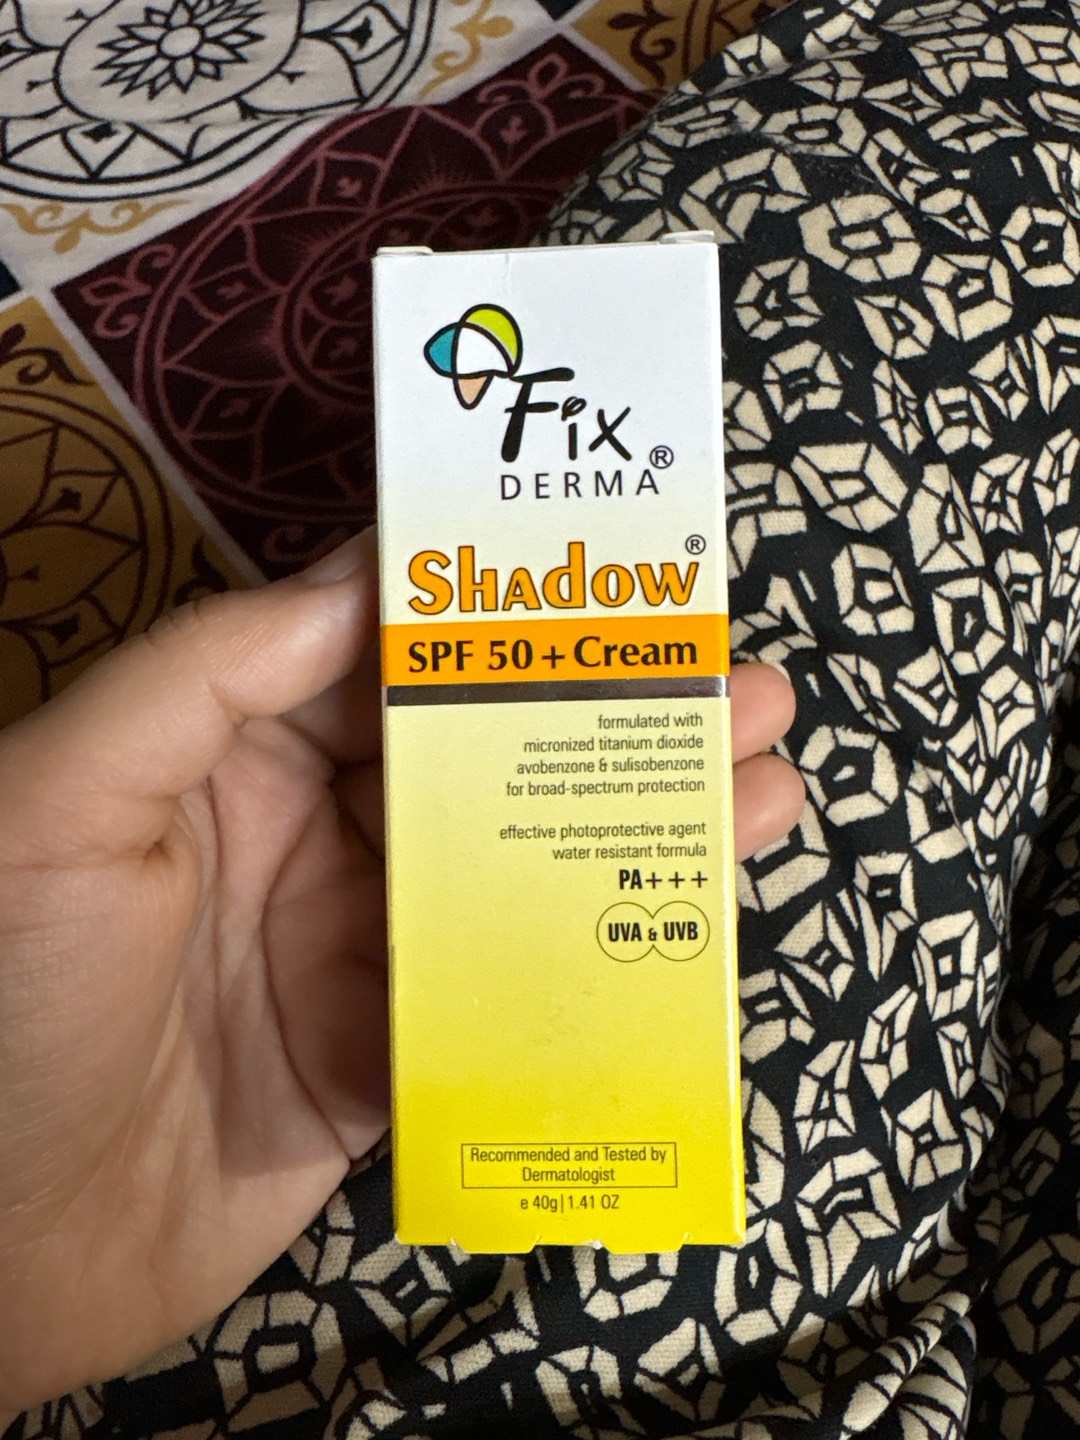 Fix
DERMA®
Shadow®
SPF 50+ Cream
formulated with
micronized titanium dioxide
avobenzone & sulisobenzone
for broad-spectrum protection
effective photoprotective agent
water resistant formula
PA+++
UVA & UVB
Recommended and Tested by
Dermatologist
e 40g|1.41 OZ